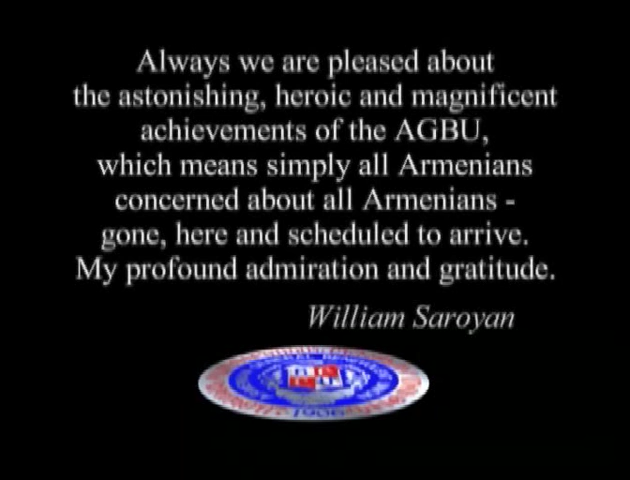 Always we are pleased about
the astonishing, heroic and magnificent
achievements of the AGBU,
which means simply all Armenians
concerned about all Armenians -
gone, here and scheduled to arrive.
My profound admiration and gratitude.
William Saroyan